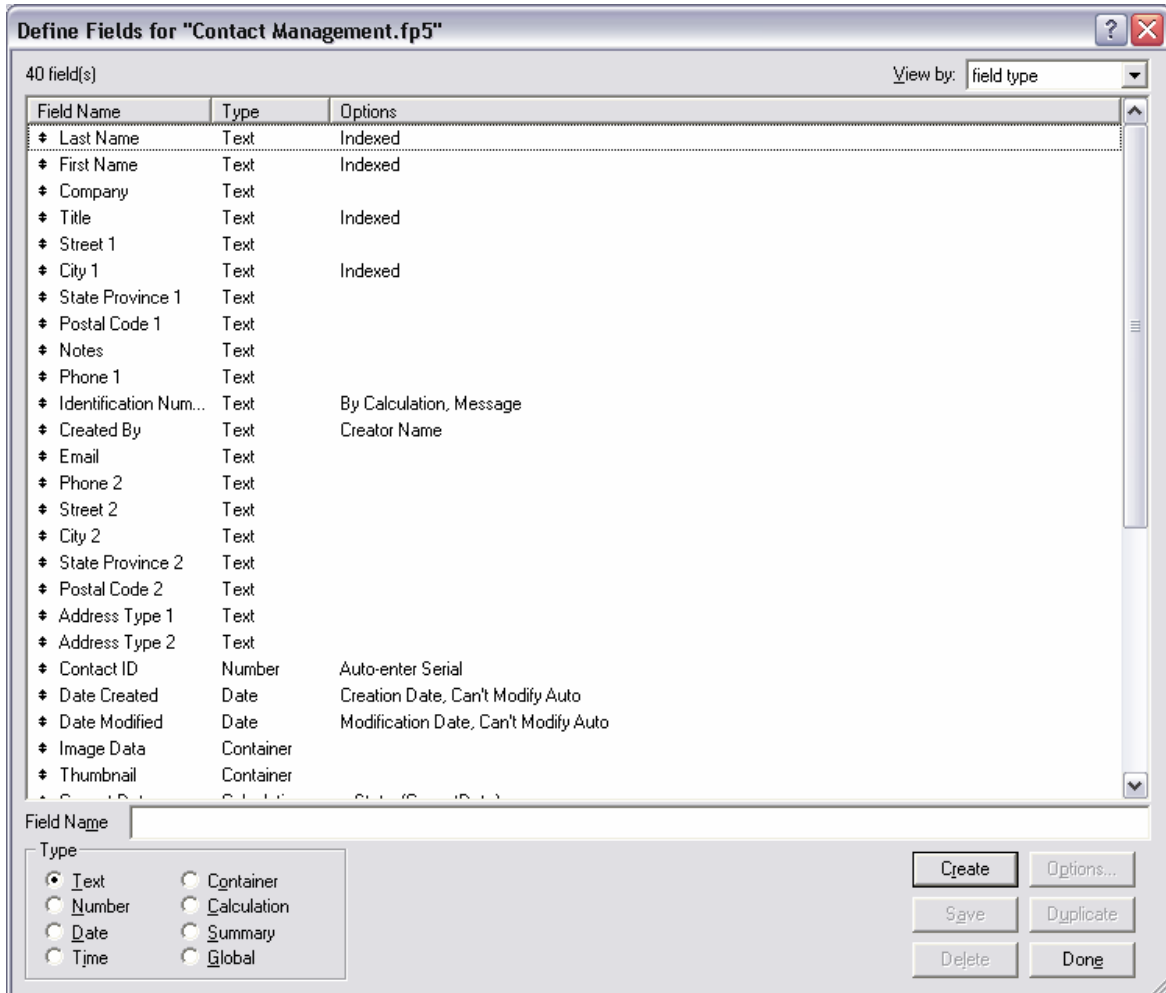 Define Fields for "Contact Management.fp5"
40 field(s) View by: field type
Field Name Type Options
Last Name Text Indexed
First Name Text Indexed
Company Text
Title Text Indexed
Street 1 Text
City 1 Text Indexed
State Province 1 Text
Postal Code 1 Text
Notes Text
Phone 1 Text
Identification Num... Text By Calculation, Message
Created By Text Creator Name
Email Text
Phone 2 Text
Street 2 Text
City 2 Text
State Province 2 Text
Postal Code 2 Text
Address Type 1 Text
Address Type 2 Text
Contact ID Number Auto-enter Serial
Date Created Date Creation Date, Can't Modify Auto
Date Modified Date Modification Date, Can't Modify Auto
Image Data Container
Thumbnail Container
Field Name
Type
Text Container Create Options...
Number Calculation Save Duplicate
Date Summary
Time Global Delete Done